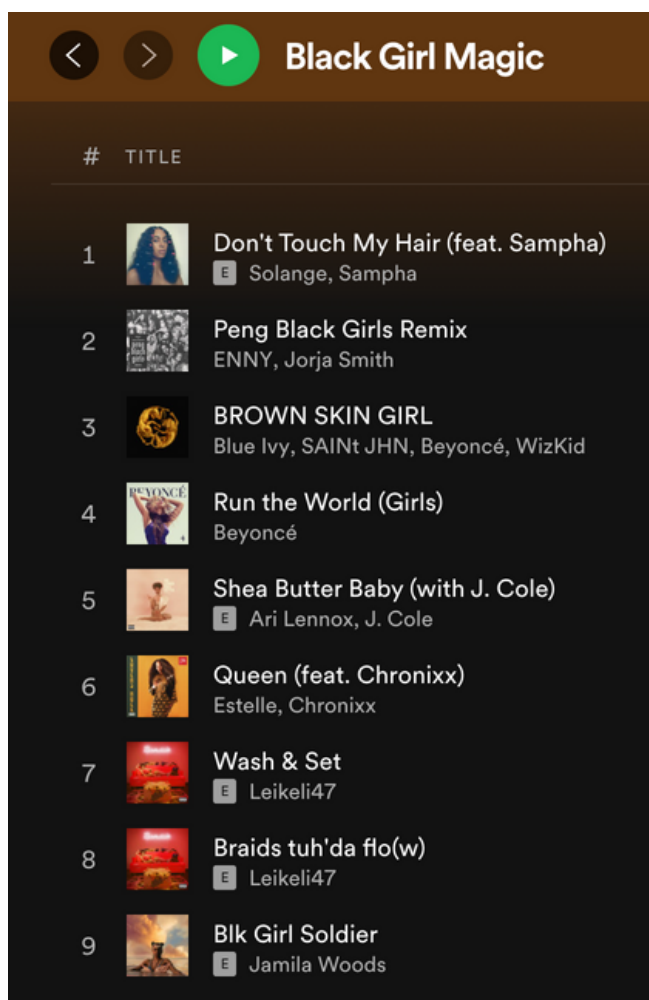 Black Girl Magic
# TITLE
1
Don't Touch My Hair (feat. Sampha)
E Solange, Sampha
2
Peng Black Girls Remix
ENNY, Jorja Smith
3
BROWN SKIN GIRL
Blue Ivy, SAINt JHN, Beyoncé, WizKid
BEYONCÉ
4
Run the World (Girls)
Beyoncé
5
Shea Butter Baby (with J. Cole)
E Ari Lennox, J. Cole
6
Queen (feat. Chronixx)
Estelle, Chronixx
7
Wash & Set
E Leikeli47
8
Braids tuh'da flo(w)
E Leikeli47
9
Blk Girl Soldier
E Jamila Woods